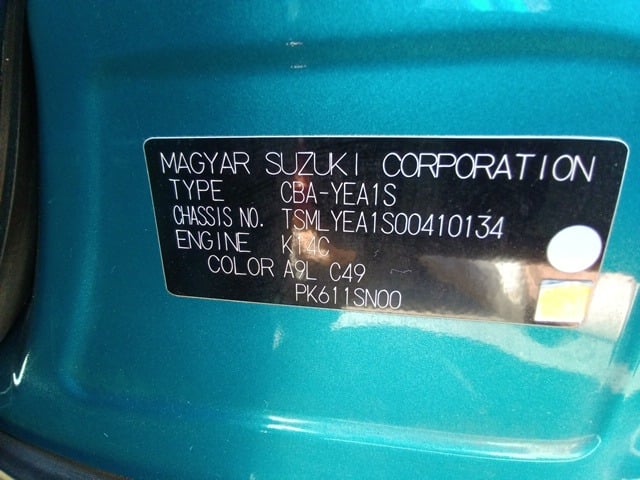 MAGYAR SUZUKI CORPORATION
TYPE CBA-YEA1S
CHASSIS NO. TSMLYEA1S00410134
ENGINE K14C
COLOR A9L C49
PK611SN00